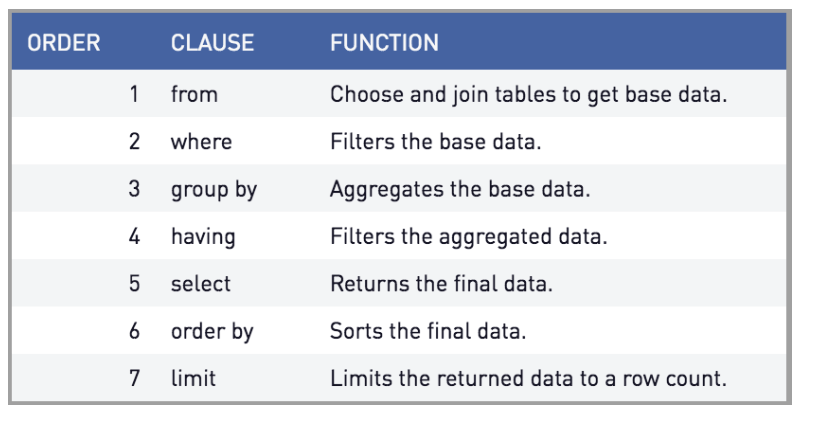 ORDER CLAUSE FUNCTION
1 from Choose and join tables to get base data.
2 where Filters the base data.
3 group by Aggregates the base data.
4 having Filters the aggregated data.
5 select Returns the final data.
6 order by Sorts the final data.
7 limit Limits the returned data to a row count.